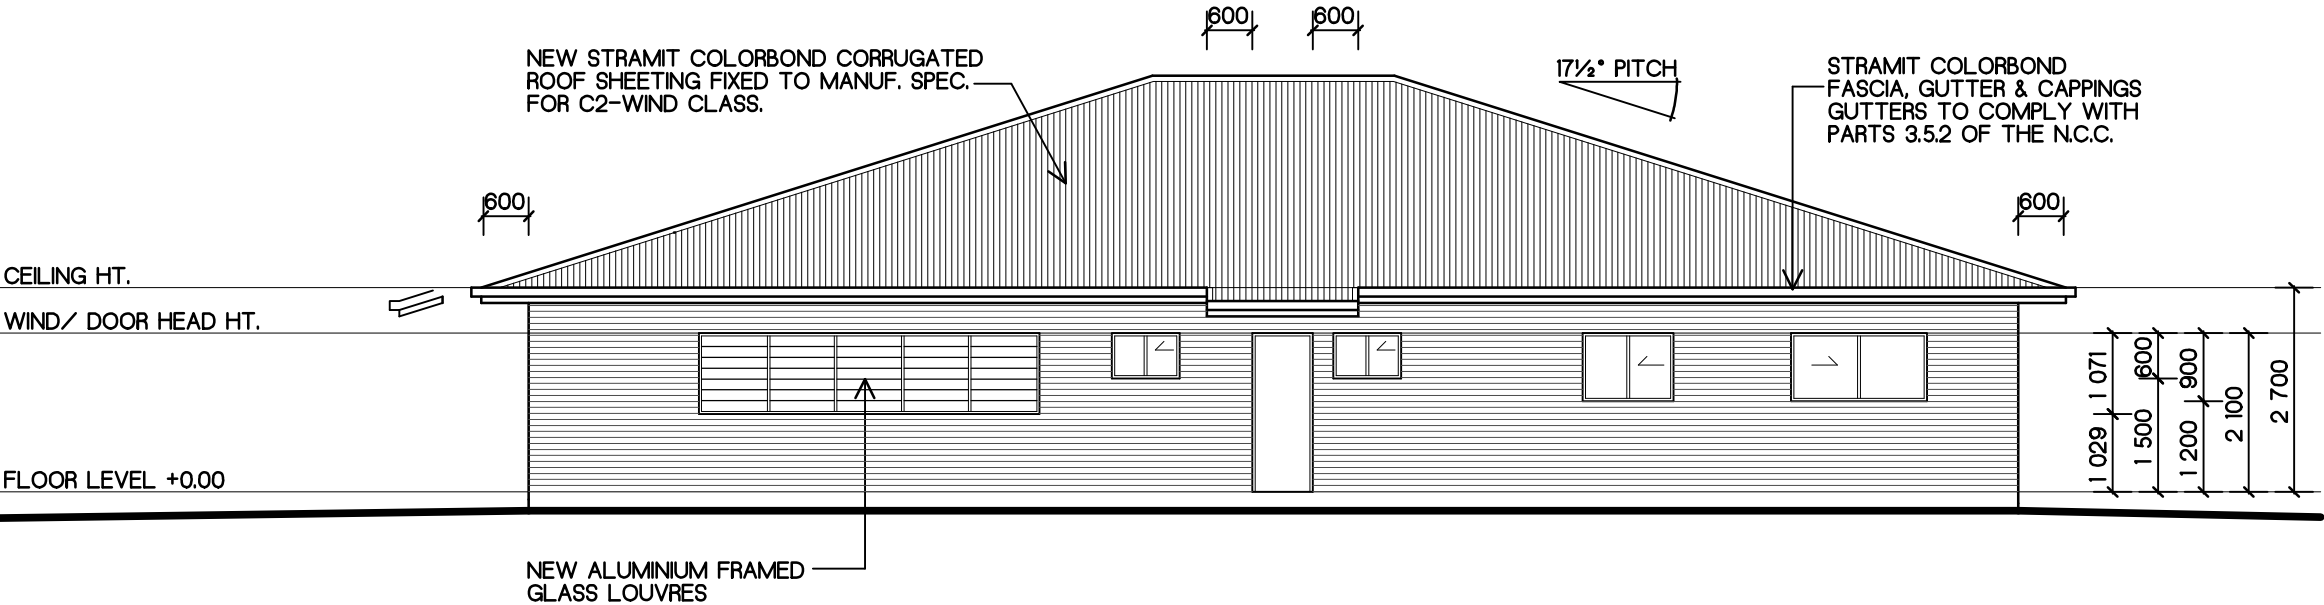 600
600
NEW STRAMIT COLORBOND CORRUGATED
ROOF SHEETING FIXED TO MANUF. SPEC.
FOR C2-WIND CLASS.
17½° PITCH
STRAMIT COLORBOND
FASCIA, GUTTER & CAPPINGS
GUTTERS TO COMPLY WITH
PARTS 3.5.2 OF THE N.C.C.
600
600
CEILING HT.
WIND/ DOOR HEAD HT.
FLOOR LEVEL +0.00
1 029
1 071
1 500
600
1 200
900
2 100
2 700
NEW ALUMINIUM FRAMED
GLASS LOUVRES